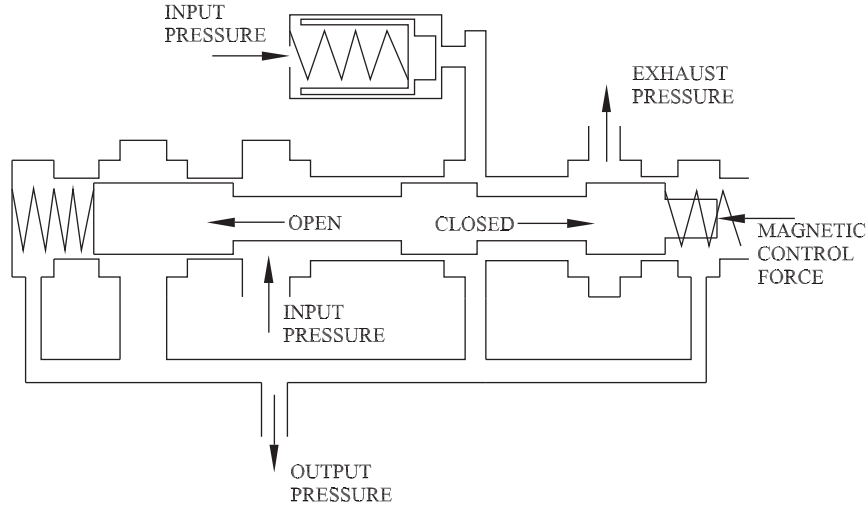 INPUT
PRESSURE
EXHAUST
PRESSURE
OPEN
CLOSED
MAGNETIC
CONTROL
FORCE
INPUT
PRESSURE
OUTPUT
PRESSURE